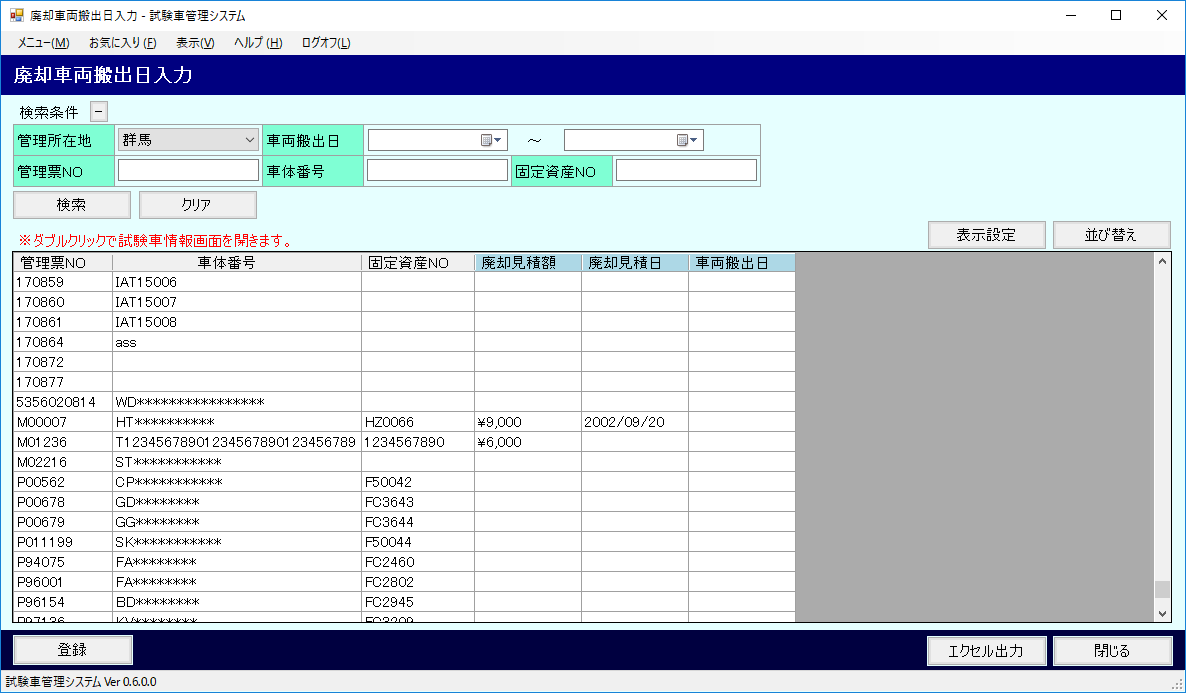 廃却車両搬出日入力 - 試験車管理システム
メニュー(M) お気に入り(F) 表示(V) ヘルプ(H) ログオフ(L)
廃却車両搬出日入力
検索条件 −
管理所在地 群馬 車両搬出日 ～
管理票NO 車体番号 固定資産NO
検索 クリア
※ダブルクリックで試験車情報画面を開きます。
表示設定 並び替え
管理票NO 車体番号 固定資産NO 廃却見積額 廃却見積日 車両搬出日
170859 IAT15006
170860 IAT15007
170861 IAT15008
170864 ass
170872
170877
5356020814 WD****************
M00007 HT********** HZ0066 ¥9,000 2002/09/20
M01236 T12345678901234567890123456789 1234567890 ¥6,000
M02216 ST***********
P00562 CP*********** F50042
P00678 GD******** FC3643
P00679 GG******** FC3644
P011199 SK*********** F50044
P94075 FA******** FC2460
P96001 FA******** FC2802
P96154 BD******** FC2945
登録 エクセル出力 閉じる
試験車管理システム Ver 0.6.0.0